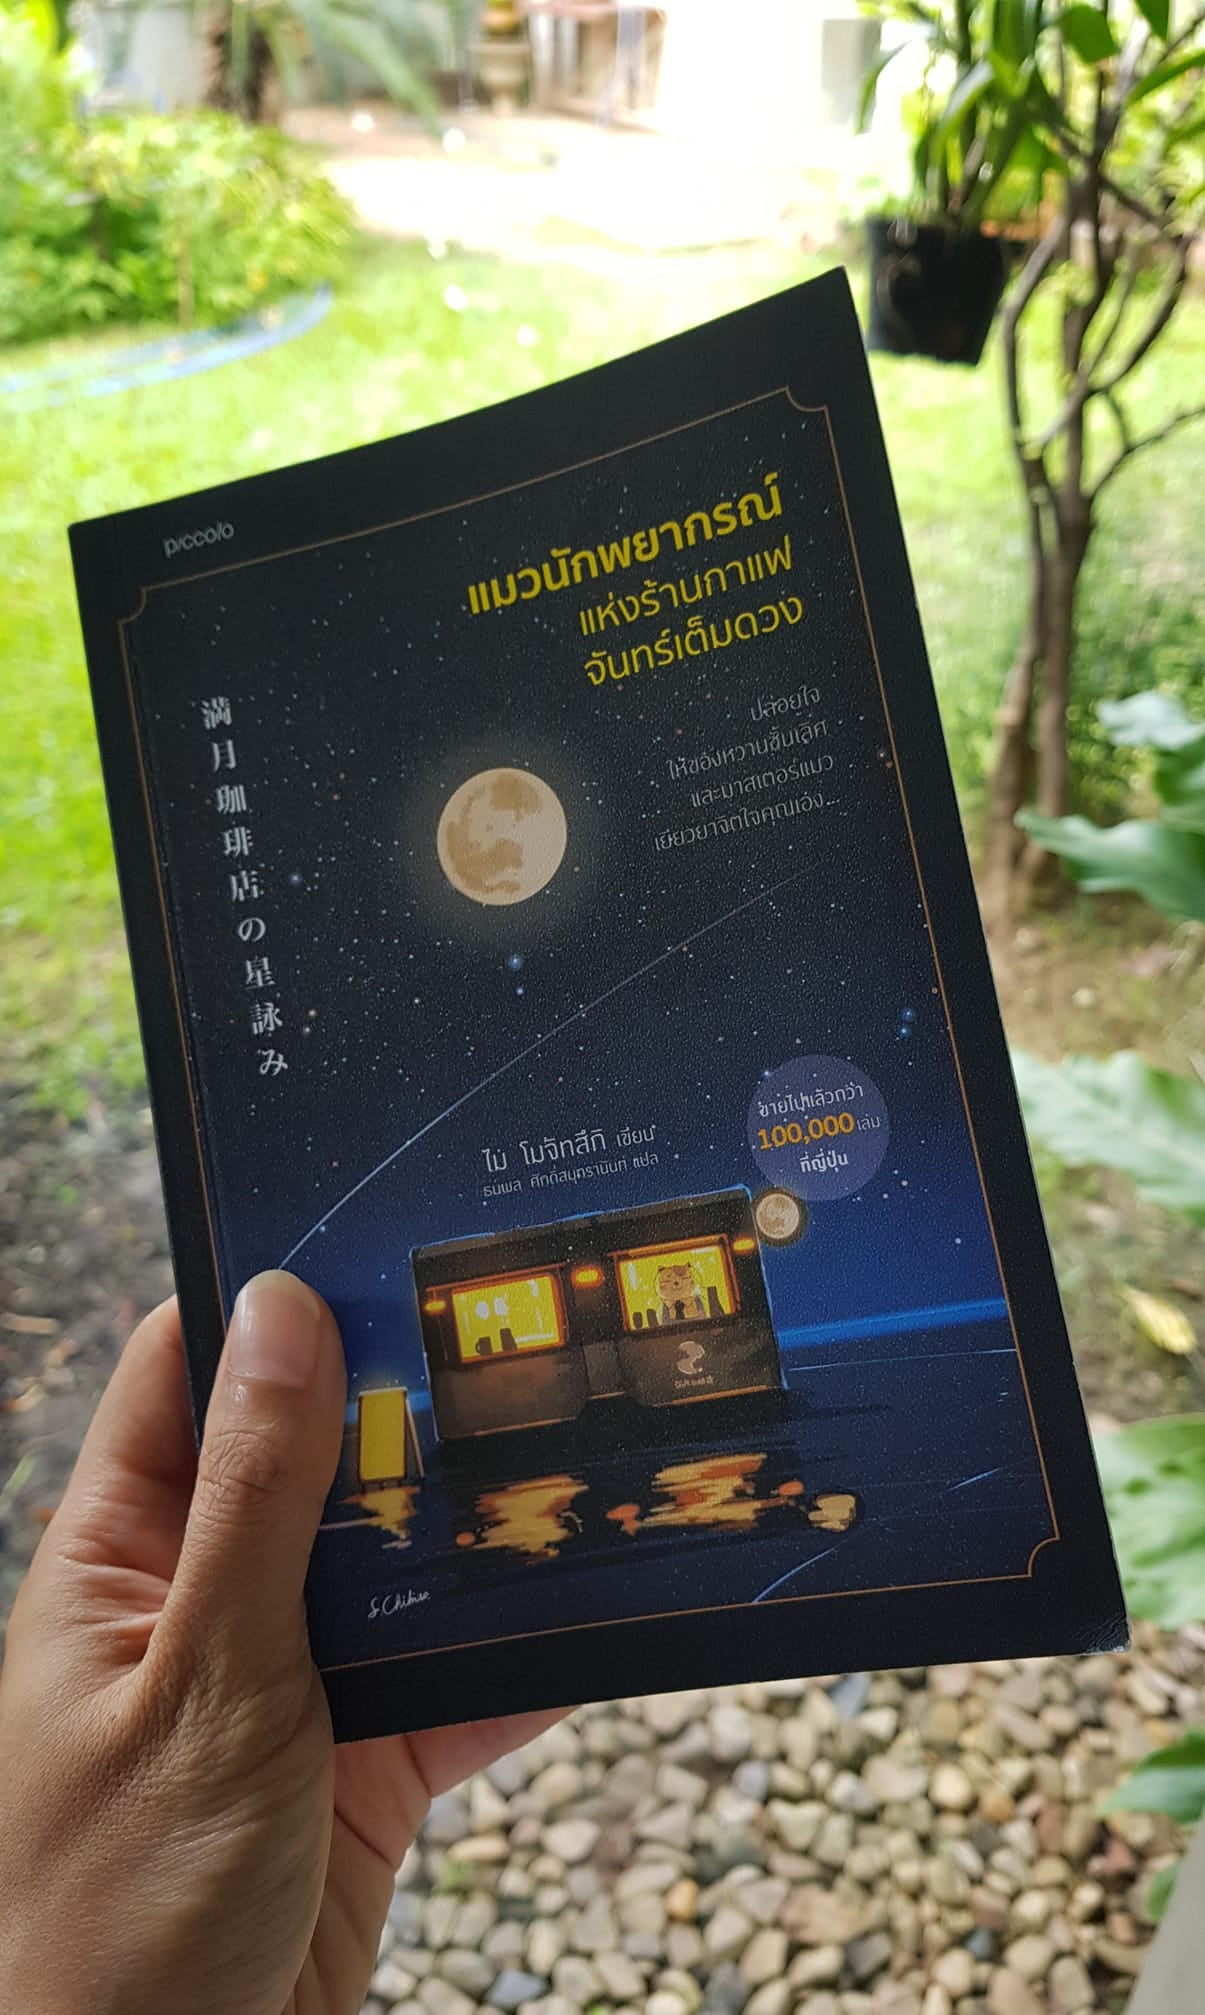 piccolo
แมวนักพยากรณ์
แห่งร้านกาแฟ
จันทร์เต็มดวง
ปล่อยใจ
ให้ของหวานชั้นเลิศ
และมาสเตอร์แมว
เยียวยาจิตใจคุณเอง...
満月珈琲店の星詠み
ไม โมจิทสึกิ เขียน
ธนพล ศักดิ์สมุทรานันท์ แปล
ขายไปแล้วกว่า
100,000 เล่ม
ที่ญี่ปุ่น
S.Chihiro